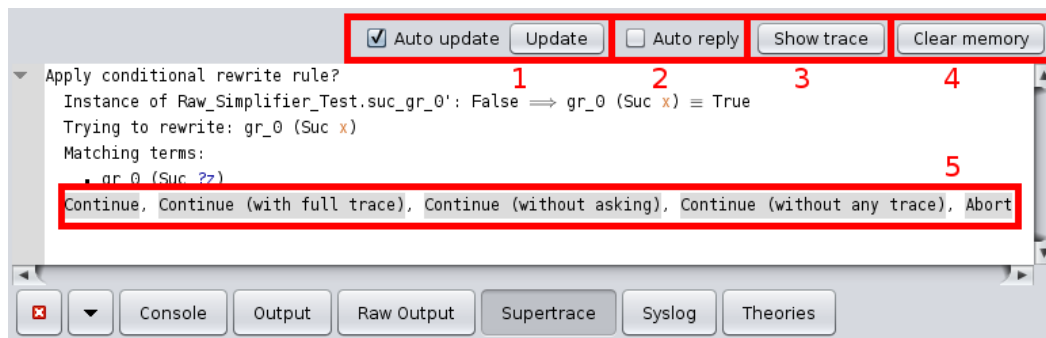 Auto update Update Auto reply Show trace Clear memory
1 2 3 4
Apply conditional rewrite rule?
Instance of Raw_Simplifier_Test.suc_gr_0': False ⟹ gr_0 (Suc x) ≡ True
Trying to rewrite: gr_0 (Suc x)
Matching terms:
• gr_0 (Suc ?z)
5
Continue, Continue (with full trace), Continue (without asking), Continue (without any trace), Abort
Console Output Raw Output Supertrace Syslog Theories